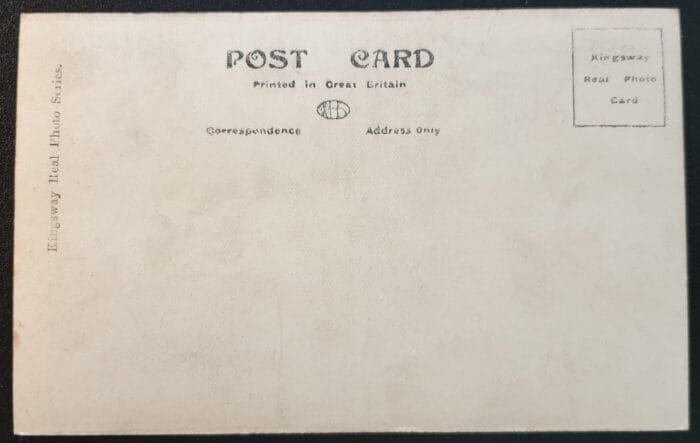 POST CARD
Printed in Great Britain
Correspondence
Address Only
Kingsway
Real Photo
Card
Kingsway Real Photo Series.